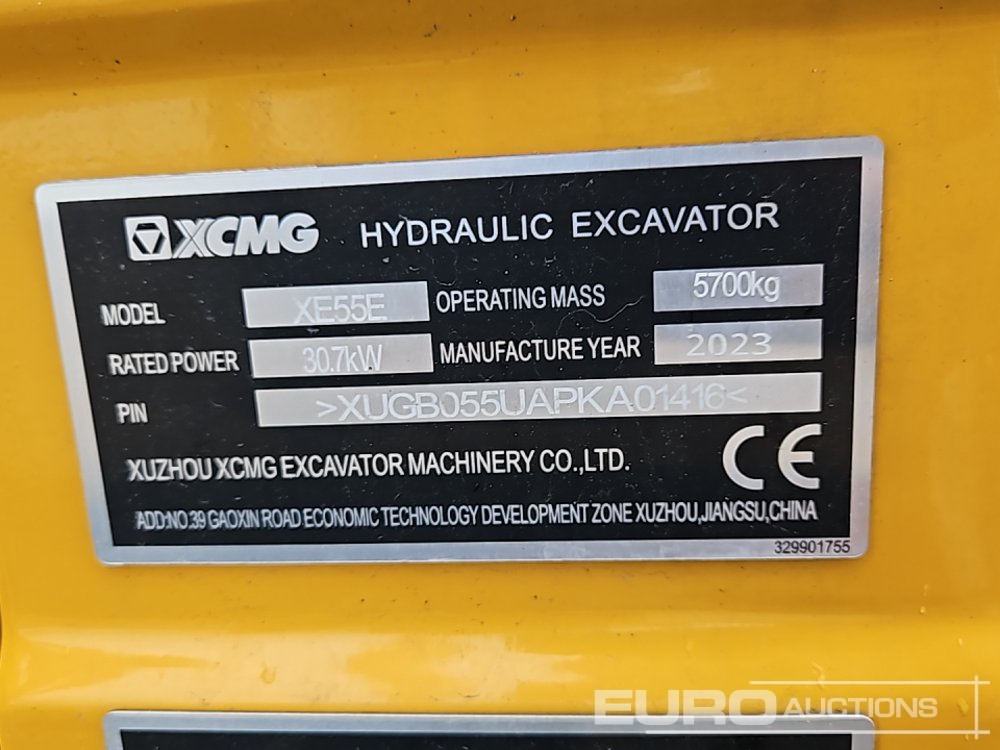 XCMG HYDRAULIC EXCAVATOR
MODEL XE55E OPERATING MASS 5700kg
RATED POWER 30.7kW MANUFACTURE YEAR 2023
PIN >XUGB055UAPKA01416<
XUZHOU XCMG EXCAVATOR MACHINERY CO.,LTD. CE
ADD:NO.39 GAOXIN ROAD ECONOMIC TECHNOLOGY DEVELOPMENT ZONE XUZHOU,JIANGSU,CHINA
329901755
EURO AUCTIONS